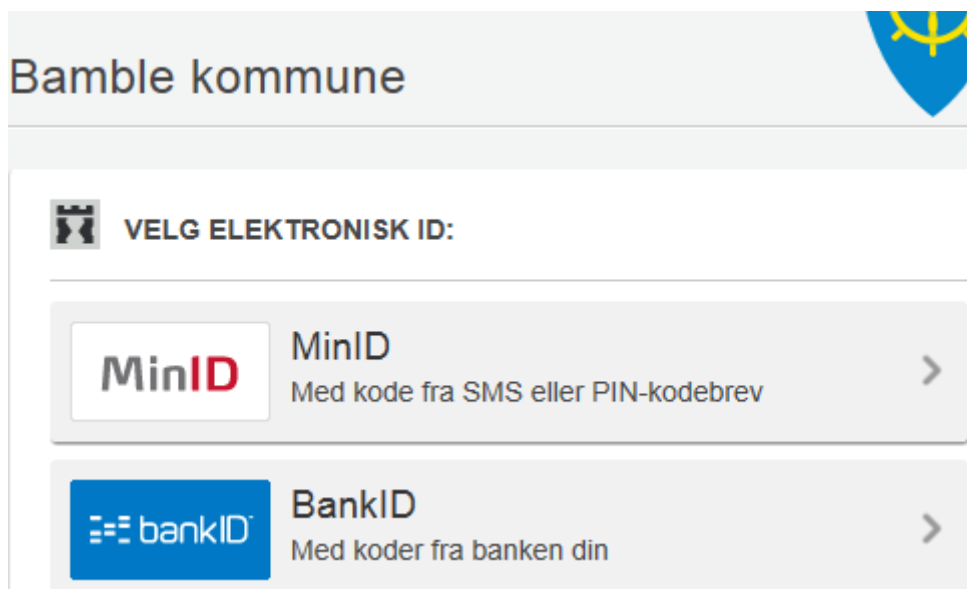 Bamble kommune
VELG ELEKTRONISK ID:
MinID
MinID
Med kode fra SMS eller PIN-kodebrev
bankID
BankID
Med koder fra banken din